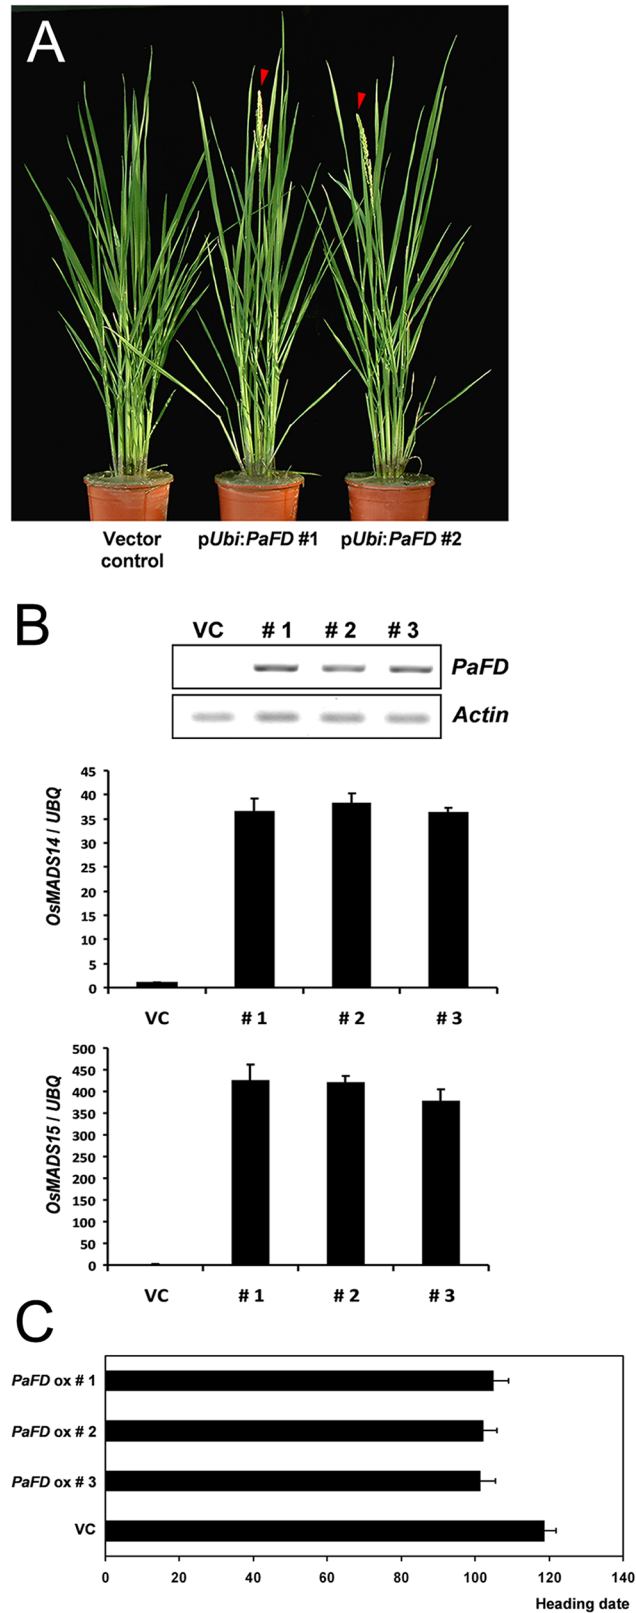 A
Vector control
pUbi:PaFD #1
pUbi:PaFD #2
B
VC # 1 # 2 # 3
PaFD
Actin
OsMADS14 / UBQ
45
40
35
30
25
20
15
10
5
0
VC # 1 # 2 # 3
OsMADS15 / UBQ
500
450
400
350
300
250
200
150
100
50
0
VC # 1 # 2 # 3
C
PaFD ox # 1
PaFD ox # 2
PaFD ox # 3
VC
0 20 40 60 80 100 120 140
Heading date